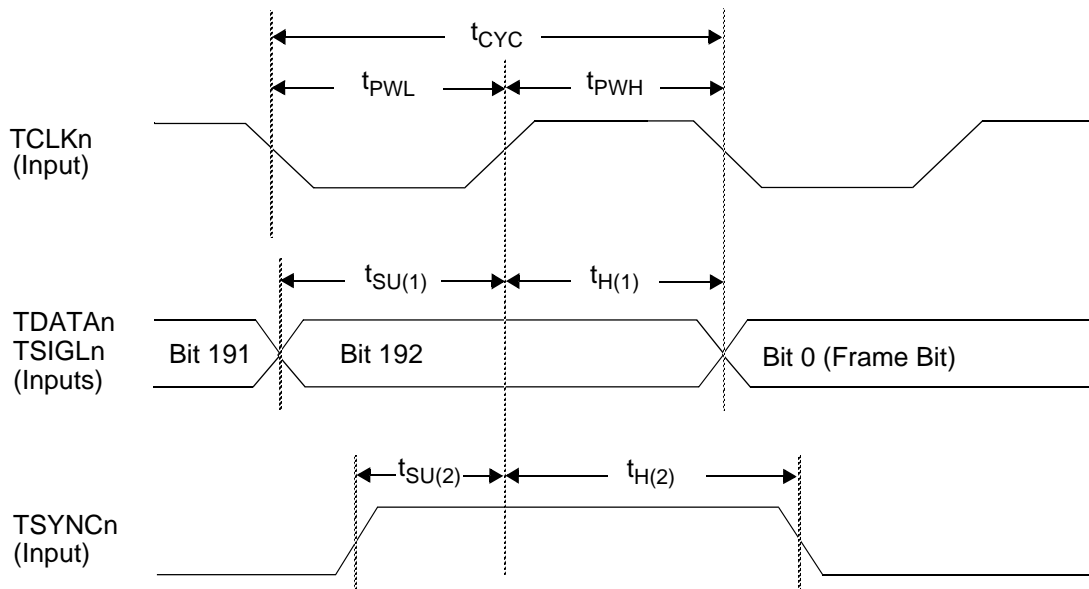 tCYC
tPWL tPWH
TCLKn
(Input)
tSU(1) tH(1)
TDATAn
TSIGLn
(Inputs)
Bit 191 Bit 192 Bit 0 (Frame Bit)
tSU(2) tH(2)
TSYNCn
(Input)